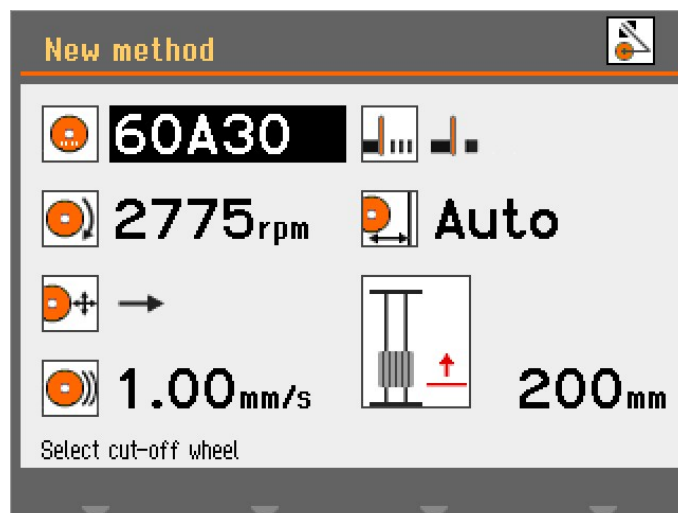 New method
60A30
2775rpm
Auto
1.00mm/s
200mm
Select cut-off wheel